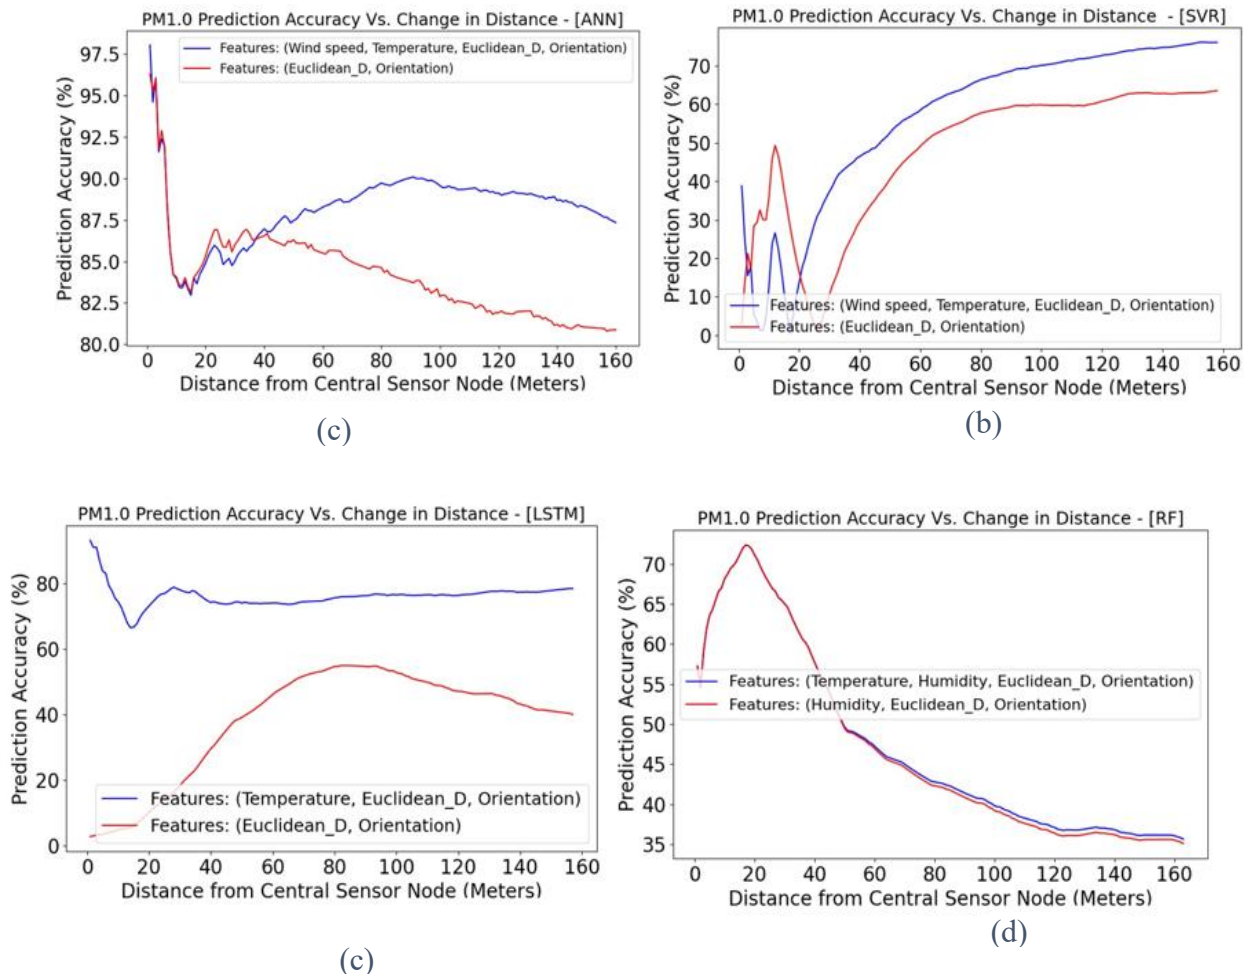 PM1.0 Prediction Accuracy Vs. Change in Distance - [ANN]
Prediction Accuracy (%)
97.5
95.0
92.5
90.0
87.5
85.0
82.5
80.0
Features: (Wind speed, Temperature, Euclidean_D, Orientation)
Features: (Euclidean_D, Orientation)
0 20 40 60 80 100 120 140 160
Distance from Central Sensor Node (Meters)
(c)
PM1.0 Prediction Accuracy Vs. Change in Distance - [SVR]
Prediction Accuracy (%)
70
60
50
40
30
20
10
0
Features: (Wind speed, Temperature, Euclidean_D, Orientation)
Features: (Euclidean_D, Orientation)
0 20 40 60 80 100 120 140 160
Distance from Central Sensor Node (Meters)
(b)
PM1.0 Prediction Accuracy Vs. Change in Distance - [LSTM]
Prediction Accuracy (%)
80
60
40
20
0
Features: (Temperature, Euclidean_D, Orientation)
Features: (Euclidean_D, Orientation)
0 20 40 60 80 100 120 140 160
Distance from Central Sensor Node (Meters)
(c)
PM1.0 Prediction Accuracy Vs. Change in Distance - [RF]
Prediction Accuracy (%)
70
65
60
55
50
45
40
35
Features: (Temperature, Humidity, Euclidean_D, Orientation)
Features: (Humidity, Euclidean_D, Orientation)
0 20 40 60 80 100 120 140 160
Distance from Central Sensor Node (Meters)
(d)